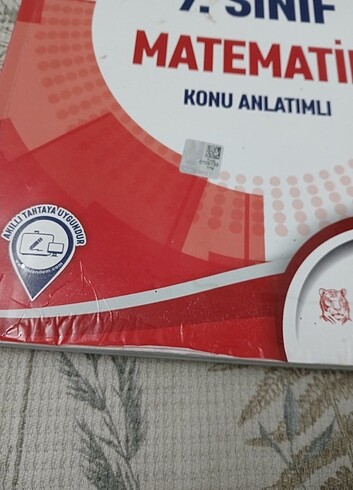 7. SINIF
MATEMATİK
KONU ANLATIMLI
AKILLI TAHTAYA UYGUNDUR